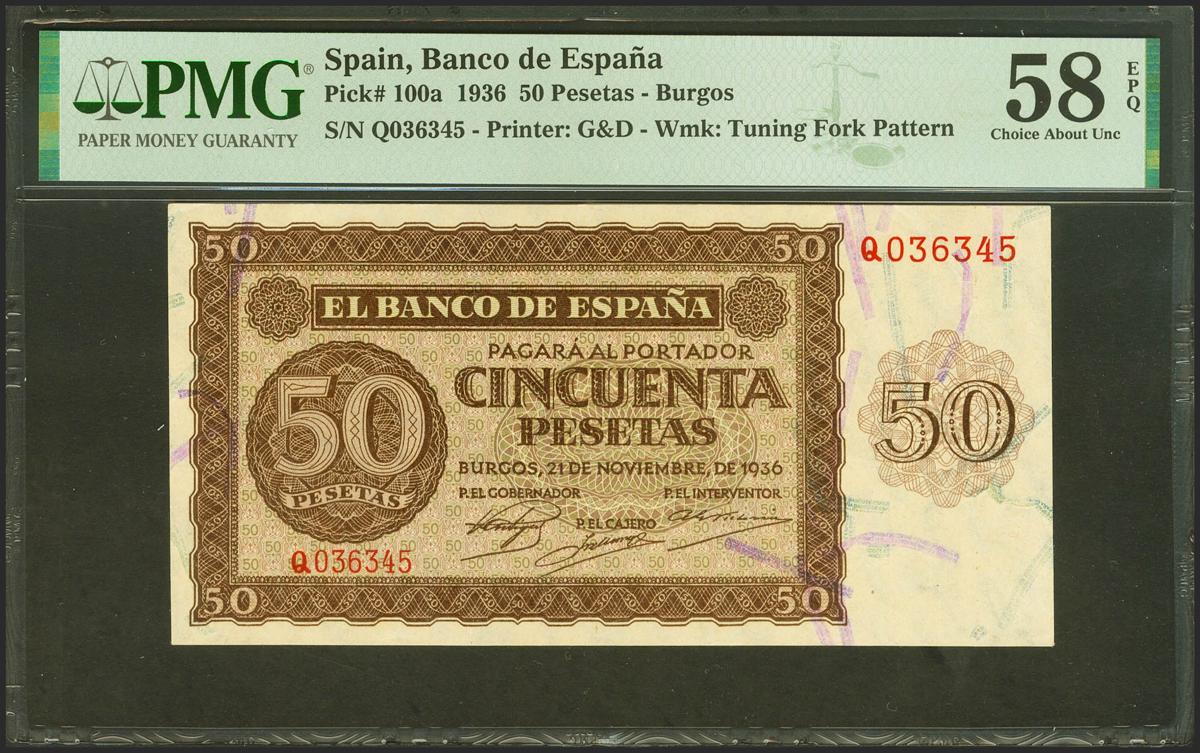 PMG®
PAPER MONEY GUARANTY
Spain, Banco de España
Pick# 100a 1936 50 Pesetas - Burgos
S/N Q036345 - Printer: G&D - Wmk: Tuning Fork Pattern
58 EPQ
Choice About Unc
50 50
Q036345
EL BANCO DE ESPAÑA
PAGARÁ AL PORTADOR
CINCUENTA
PESETAS
50
PESETAS
50
BURGOS, 21 DE NOVIEMBRE, DE 1936
P. EL GOBERNADOR P. EL INTERVENTOR
P. EL CAJERO
Q036345
50 50